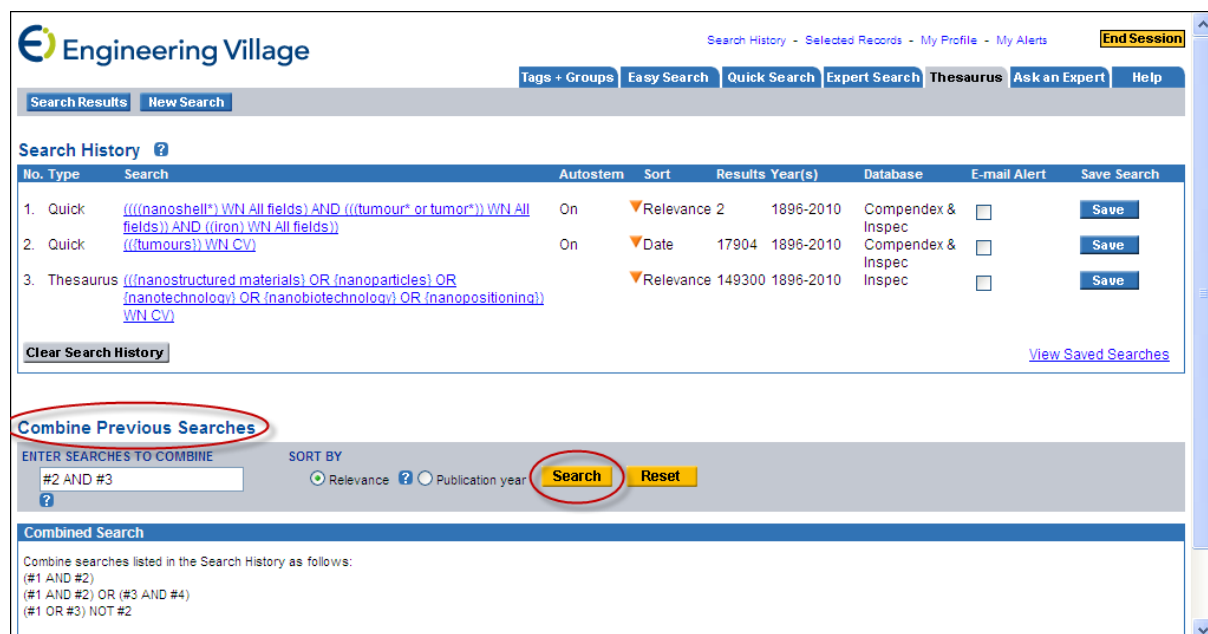 Engineering Village
Search History - Selected Records - My Profile - My Alerts
End Session
Tags + Groups Easy Search Quick Search Expert Search Thesaurus Ask an Expert Help
Search Results New Search
Search History ?
No. Type Search Autostem Sort Results Year(s) Database E-mail Alert Save Search
1. Quick ((((nanoshell*) WN All fields) AND (((tumour* or tumor*)) WN All On Relevance 2 1896-2010 Compendex & Save
fields)) AND ((iron) WN All fields)) Inspec
2. Quick (({tumours}) WN CV) On Date 17904 1896-2010 Compendex & Save
Inspec
3. Thesaurus (({nanostructured materials} OR {nanoparticles} OR Relevance 149300 1896-2010 Inspec Save
{nanotechnology} OR {nanobiotechnology} OR {nanopositioning})
WN CV)
Clear Search History View Saved Searches
Combine Previous Searches
ENTER SEARCHES TO COMBINE SORT BY
#2 AND #3 Relevance ? Publication year Search Reset
?
Combined Search
Combine searches listed in the Search History as follows:
(#1 AND #2)
(#1 AND #2) OR (#3 AND #4)
(#1 OR #3) NOT #2